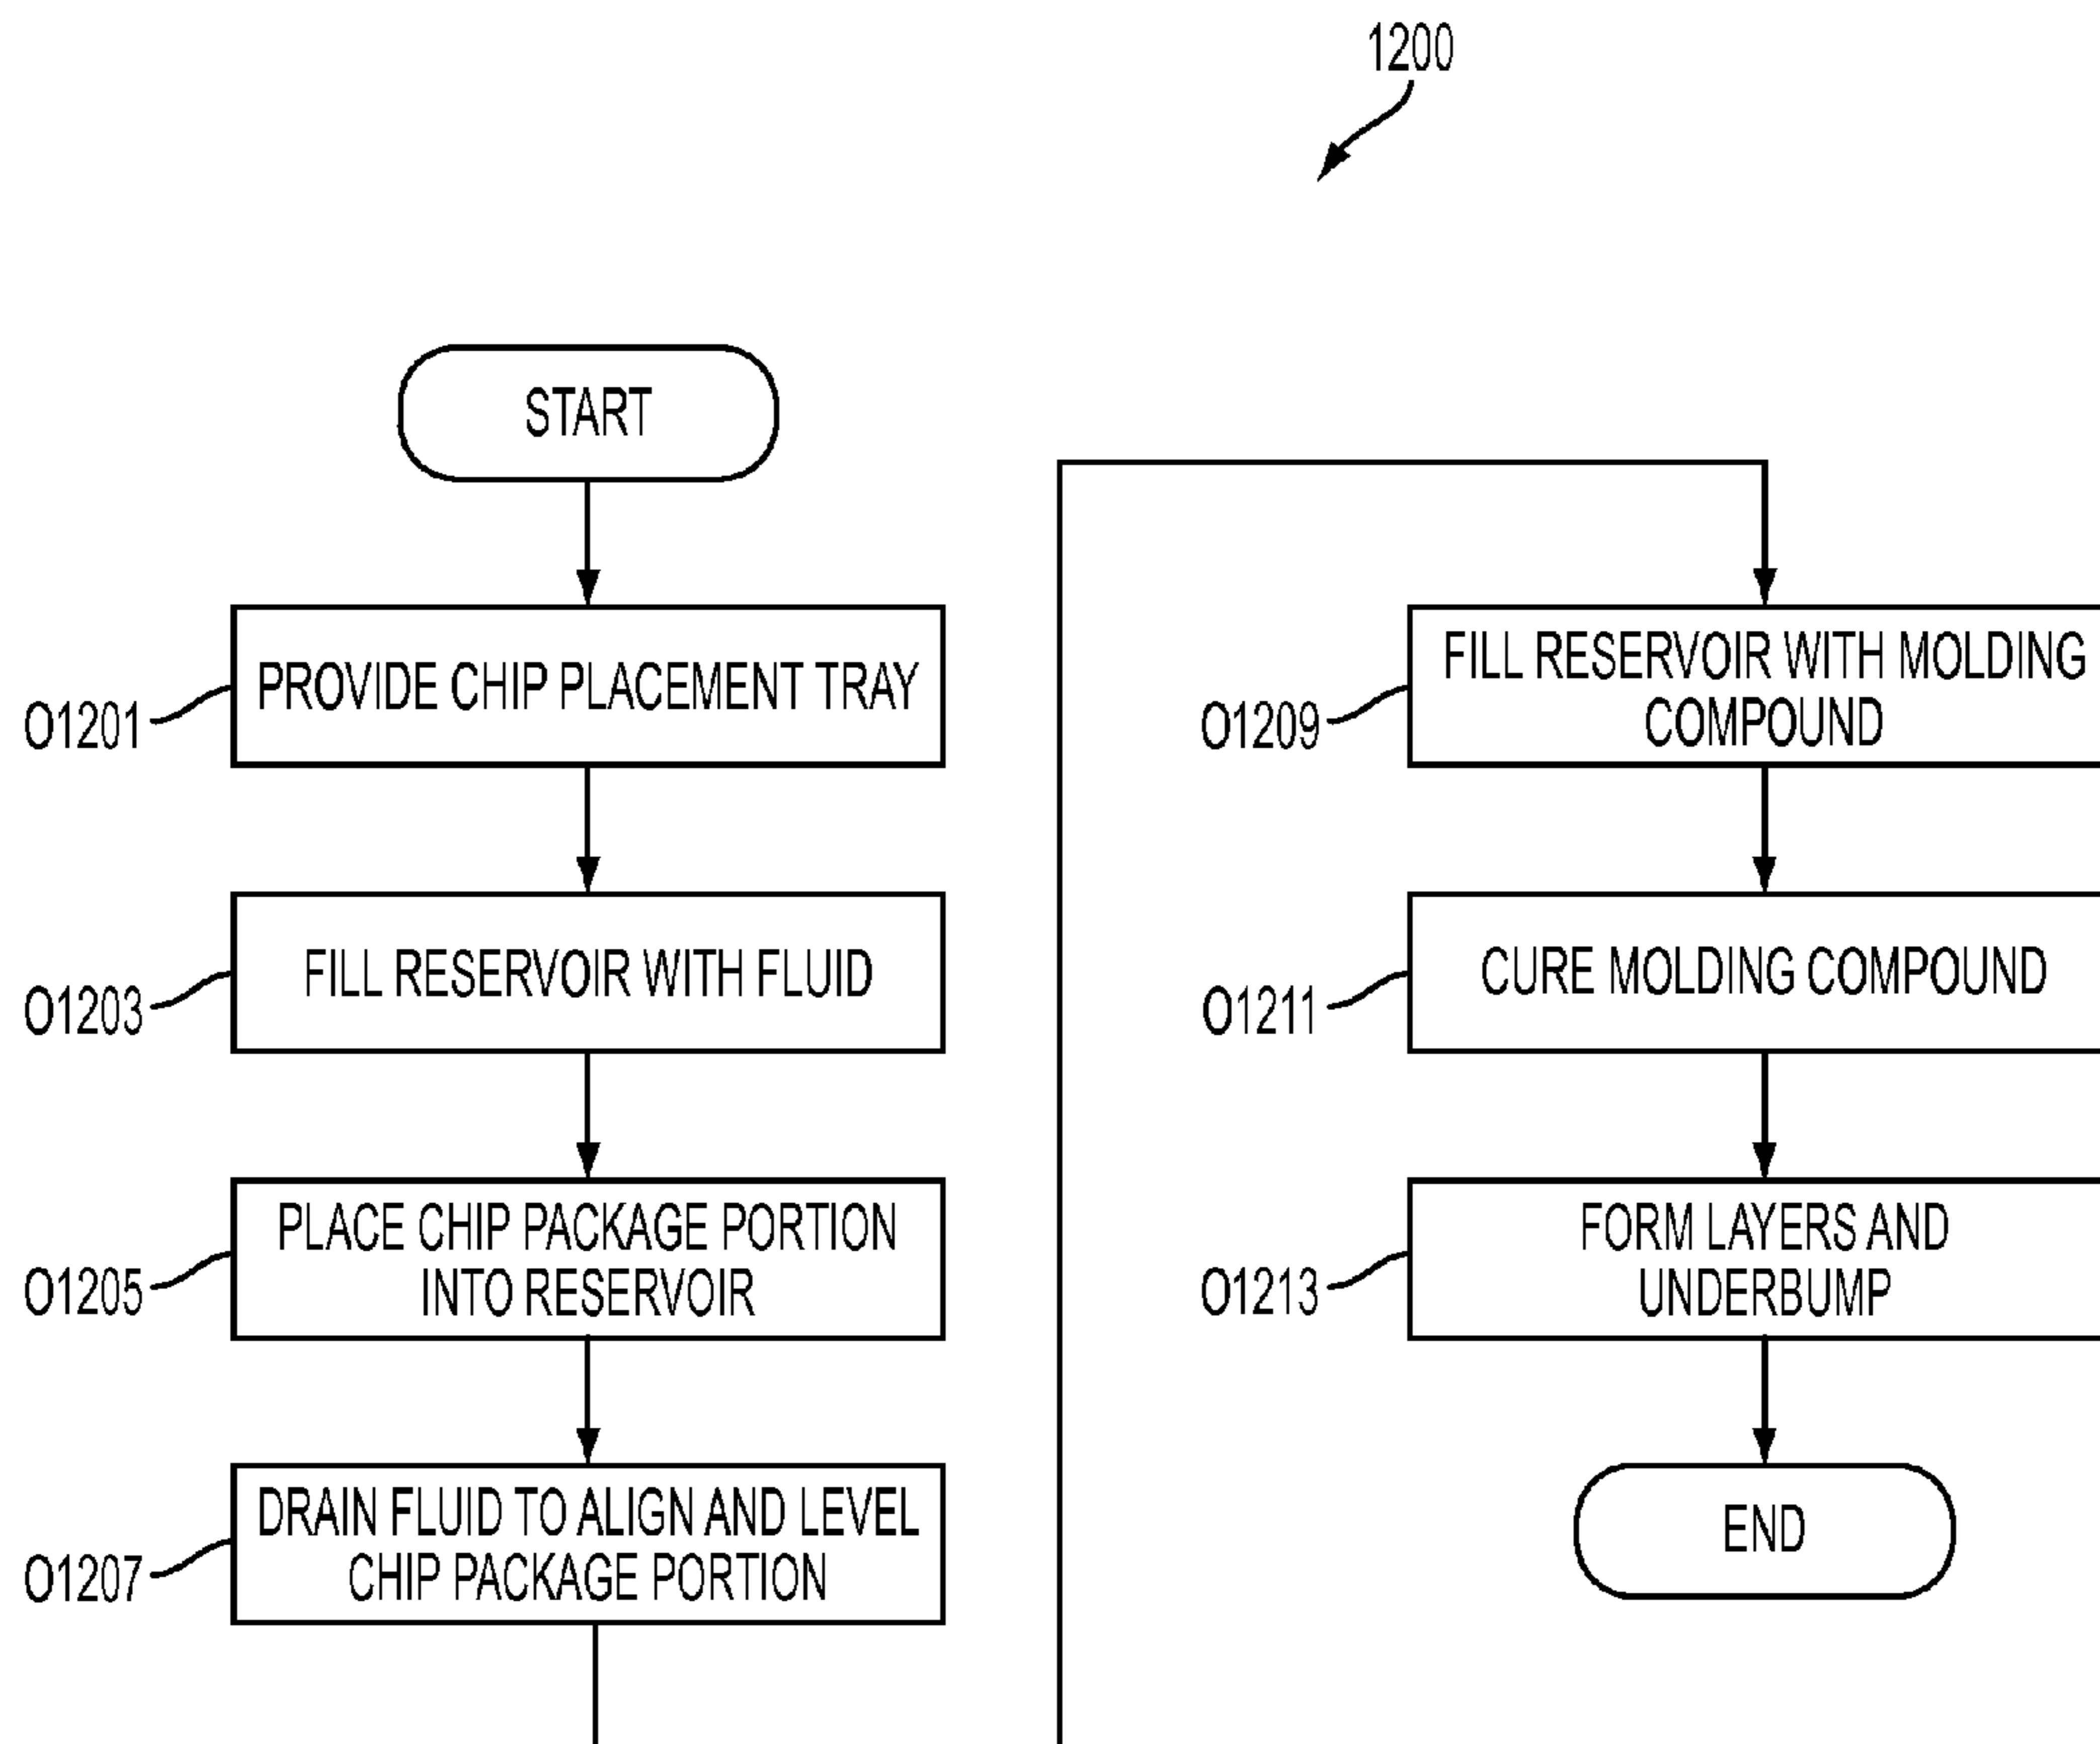 1200
START
O1201
PROVIDE CHIP PLACEMENT TRAY
O1203
FILL RESERVOIR WITH FLUID
O1205
PLACE CHIP PACKAGE PORTION
INTO RESERVOIR
O1207
DRAIN FLUID TO ALIGN AND LEVEL
CHIP PACKAGE PORTION
O1209
FILL RESERVOIR WITH MOLDING
COMPOUND
O1211
CURE MOLDING COMPOUND
O1213
FORM LAYERS AND
UNDERBUMP
END